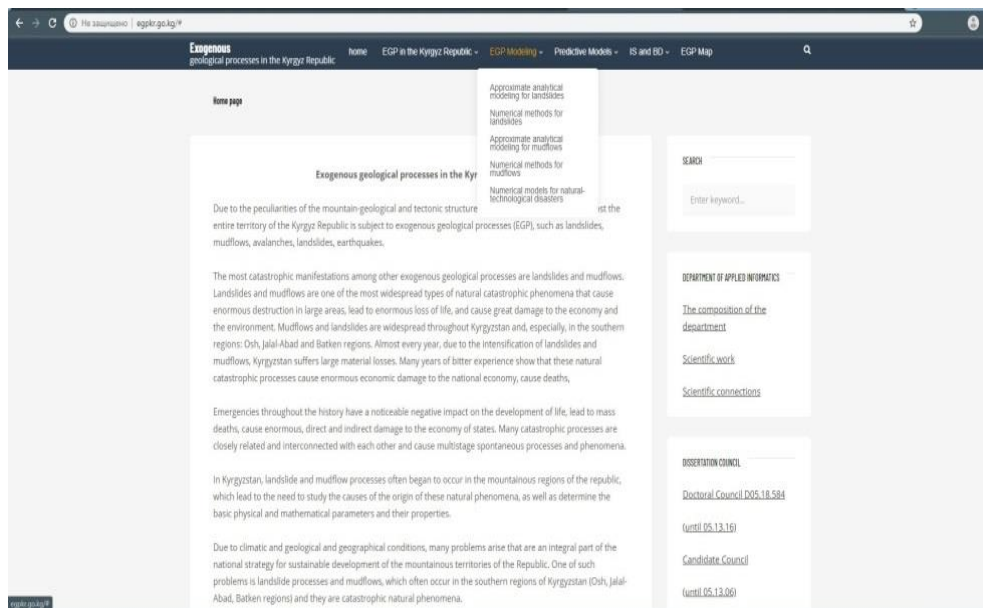 Не защищено | egpkr.go.kg/#
Exogenous
geological processes in the Kyrgyz Republic
home EGP in the Kyrgyz Republic EGP Modeling Predictive Models IS and BD EGP Map
Approximate analytical
modeling for landslides
Numerical methods for
landslides
Approximate analytical
modeling for mudflows
Numerical methods for
mudflows
Numerical models for natural-
technological disasters
Home page
Exogenous geological processes in the Kyr
Due to the peculiarities of the mountain-geological and tectonic structure st the
entire territory of the Kyrgyz Republic is subject to exogenous geological processes (EGP), such as landslides,
mudflows, avalanches, landslides, earthquakes.
The most catastrophic manifestations among other exogenous geological processes are landslides and mudflows.
Landslides and mudflows are one of the most widespread types of natural catastrophic phenomena that cause
enormous destruction in large areas, lead to enormous loss of life, and cause great damage to the economy and
the environment. Mudflows and landslides are widespread throughout Kyrgyzstan and, especially, in the southern
regions: Osh, Jalal-Abad and Batken regions. Almost every year, due to the intensification of landslides and
mudflows, Kyrgyzstan suffers large material losses. Many years of bitter experience show that these natural
catastrophic processes cause enormous economic damage to the national economy, cause deaths,
Emergencies throughout the history have a noticeable negative impact on the development of life, lead to mass
deaths, cause enormous, direct and indirect damage to the economy of states. Many catastrophic processes are
closely related and interconnected with each other and cause multistage spontaneous processes and phenomena.
In Kyrgyzstan, landslide and mudflow processes often began to occur in the mountainous regions of the republic,
which lead to the need to study the causes of the origin of these natural phenomena, as well as determine the
basic physical and mathematical parameters and their properties.
Due to climatic and geological and geographical conditions, many problems arise that are an integral part of the
national strategy for sustainable development of the mountainous territories of the Republic. One of such
problems is landslide processes and mudflows, which often occur in the southern regions of Kyrgyzstan (Osh, Jalal-
Abad, Batken regions) and they are catastrophic natural phenomena.
SEARCH
Enter keyword...
DEPARTMENT OF APPLIED INFORMATICS
The composition of the
department
Scientific work
Scientific connections
DISSERTATION COUNCIL
Doctoral Council D05.18.584
(until 05.13.16)
Candidate Council
(until 05.13.06)
egpkr.go.kg/#